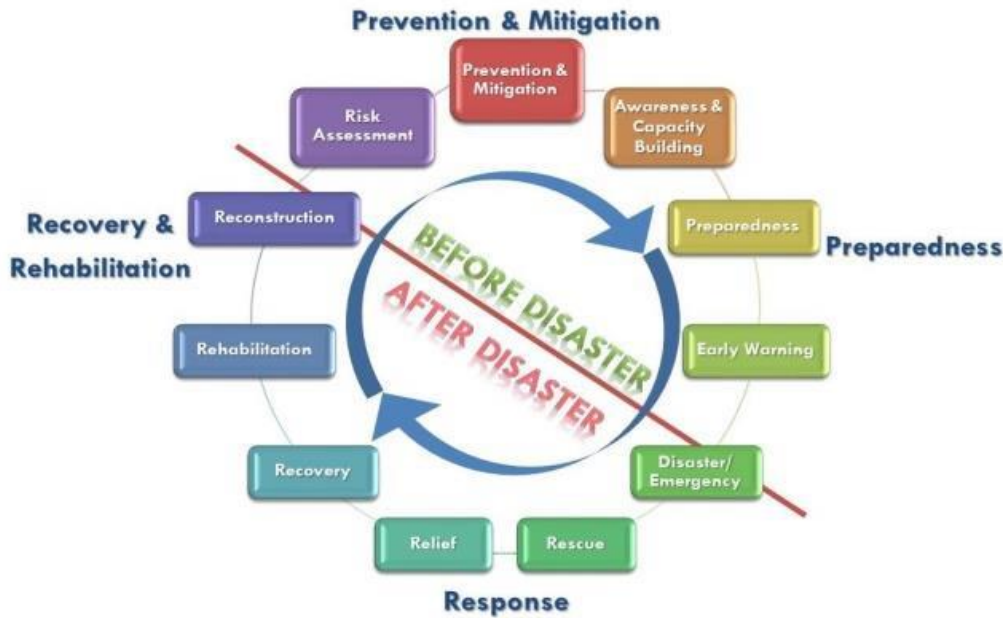 Prevention & Mitigation
Prevention &
Mitigation
Risk
Assessment
Awareness &
Capacity
Building
Reconstruction
Recovery &
Rehabilitation
Preparedness
Preparedness
BEFORE DISASTER
AFTER DISASTER
Rehabilitation
Early Warning
Recovery
Disaster/
Emergency
Relief
Rescue
Response